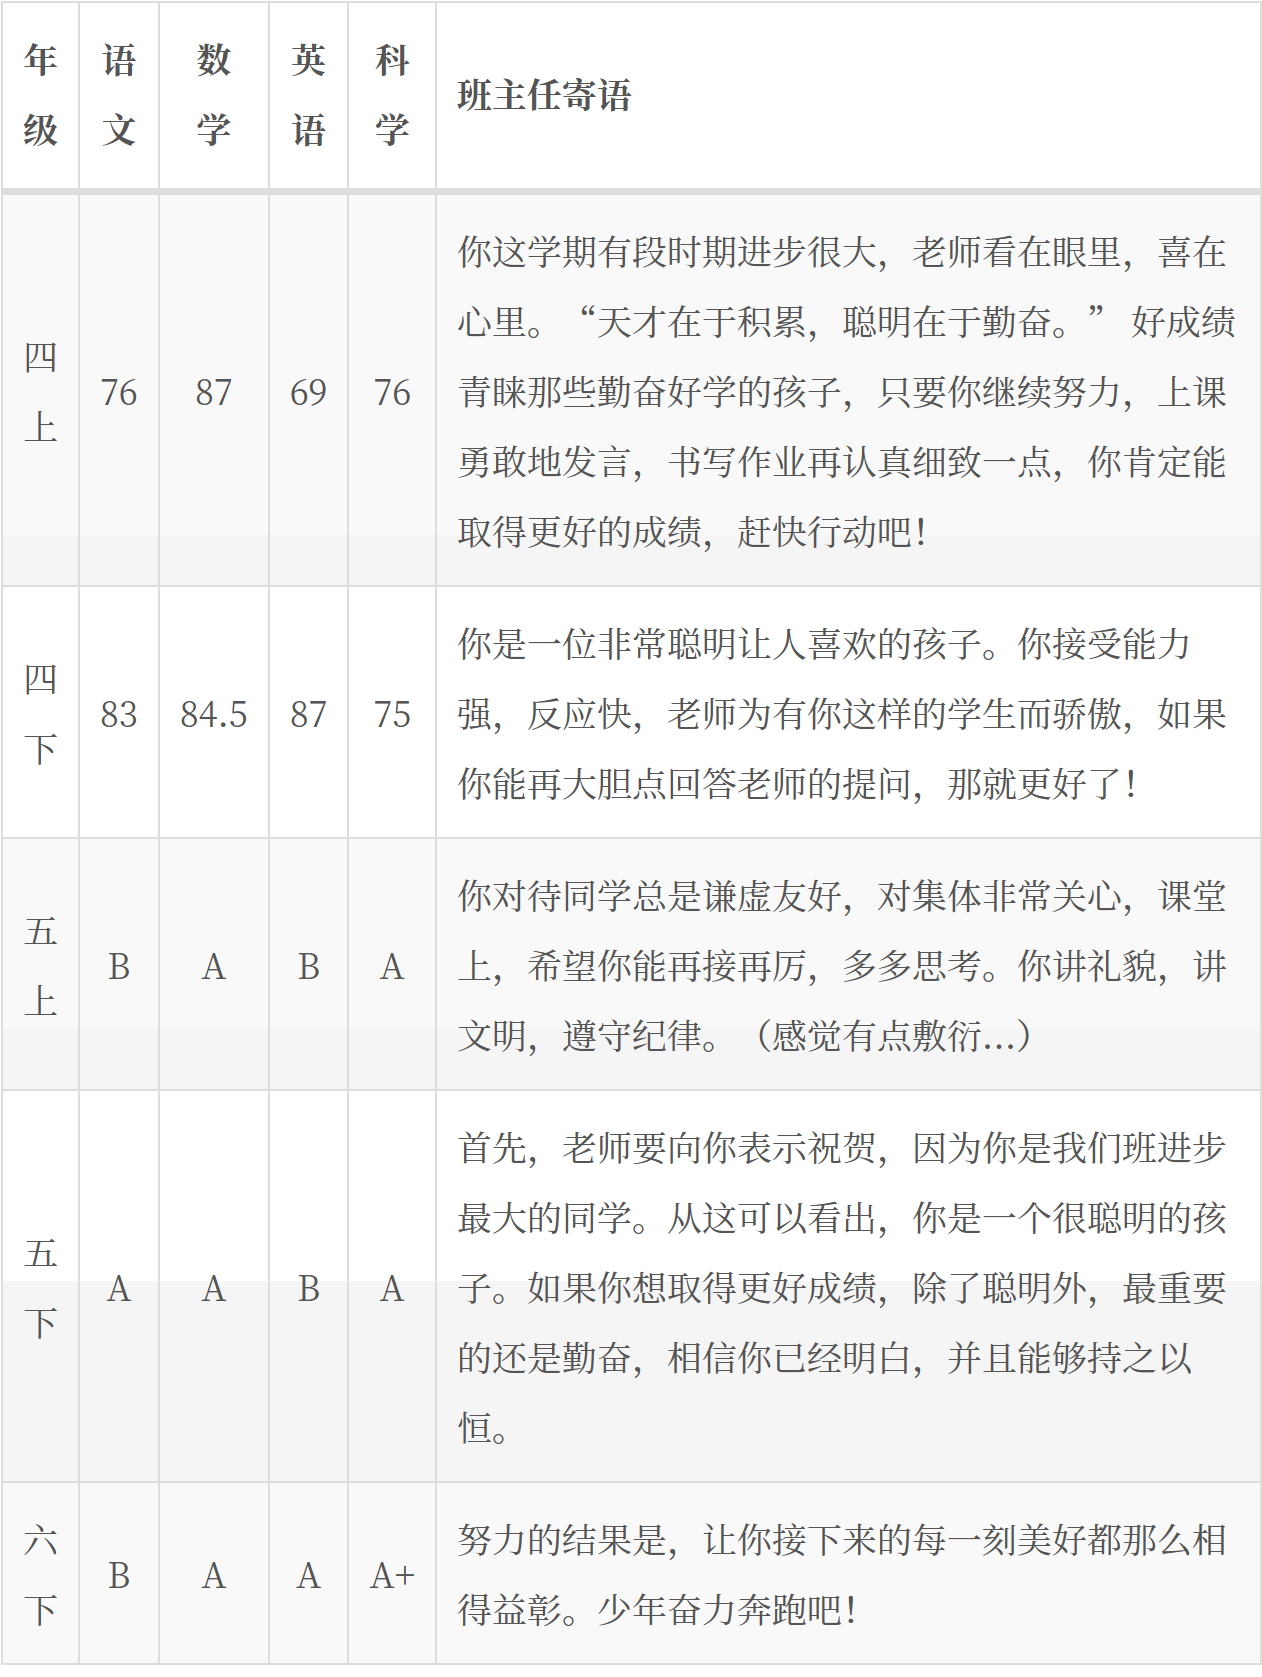 年级 语文 数学 英语 科学 班主任寄语
四上 76 87 69 76
你这学期有段时期进步很大，老师看在眼里，喜在
心里。“天才在于积累，聪明在于勤奋。” 好成绩
青睐那些勤奋好学的孩子，只要你继续努力，上课
勇敢地发言，书写作业再认真细致一点，你肯定能
取得更好的成绩，赶快行动吧！
四下 83 84.5 87 75
你是一位非常聪明让人喜欢的孩子。你接受能力
强，反应快，老师为有你这样的学生而骄傲，如果
你能再大胆点回答老师的提问，那就更好了！
五上 B A B A
你对待同学总是谦虚友好，对集体非常关心，课堂
上，希望你能再接再厉，多多思考。你讲礼貌，讲
文明，遵守纪律。（感觉有点敷衍...）
五下 A A B A
首先，老师要向你表示祝贺，因为你是我们班进步
最大的同学。从这可以看出，你是一个很聪明的孩
子。如果你想取得更好成绩，除了聪明外，最重要
的还是勤奋，相信你已经明白，并且能够持之以
恒。
六下 B A A A+
努力的结果是，让你接下来的每一刻美好都那么相
得益彰。少年奋力奔跑吧！